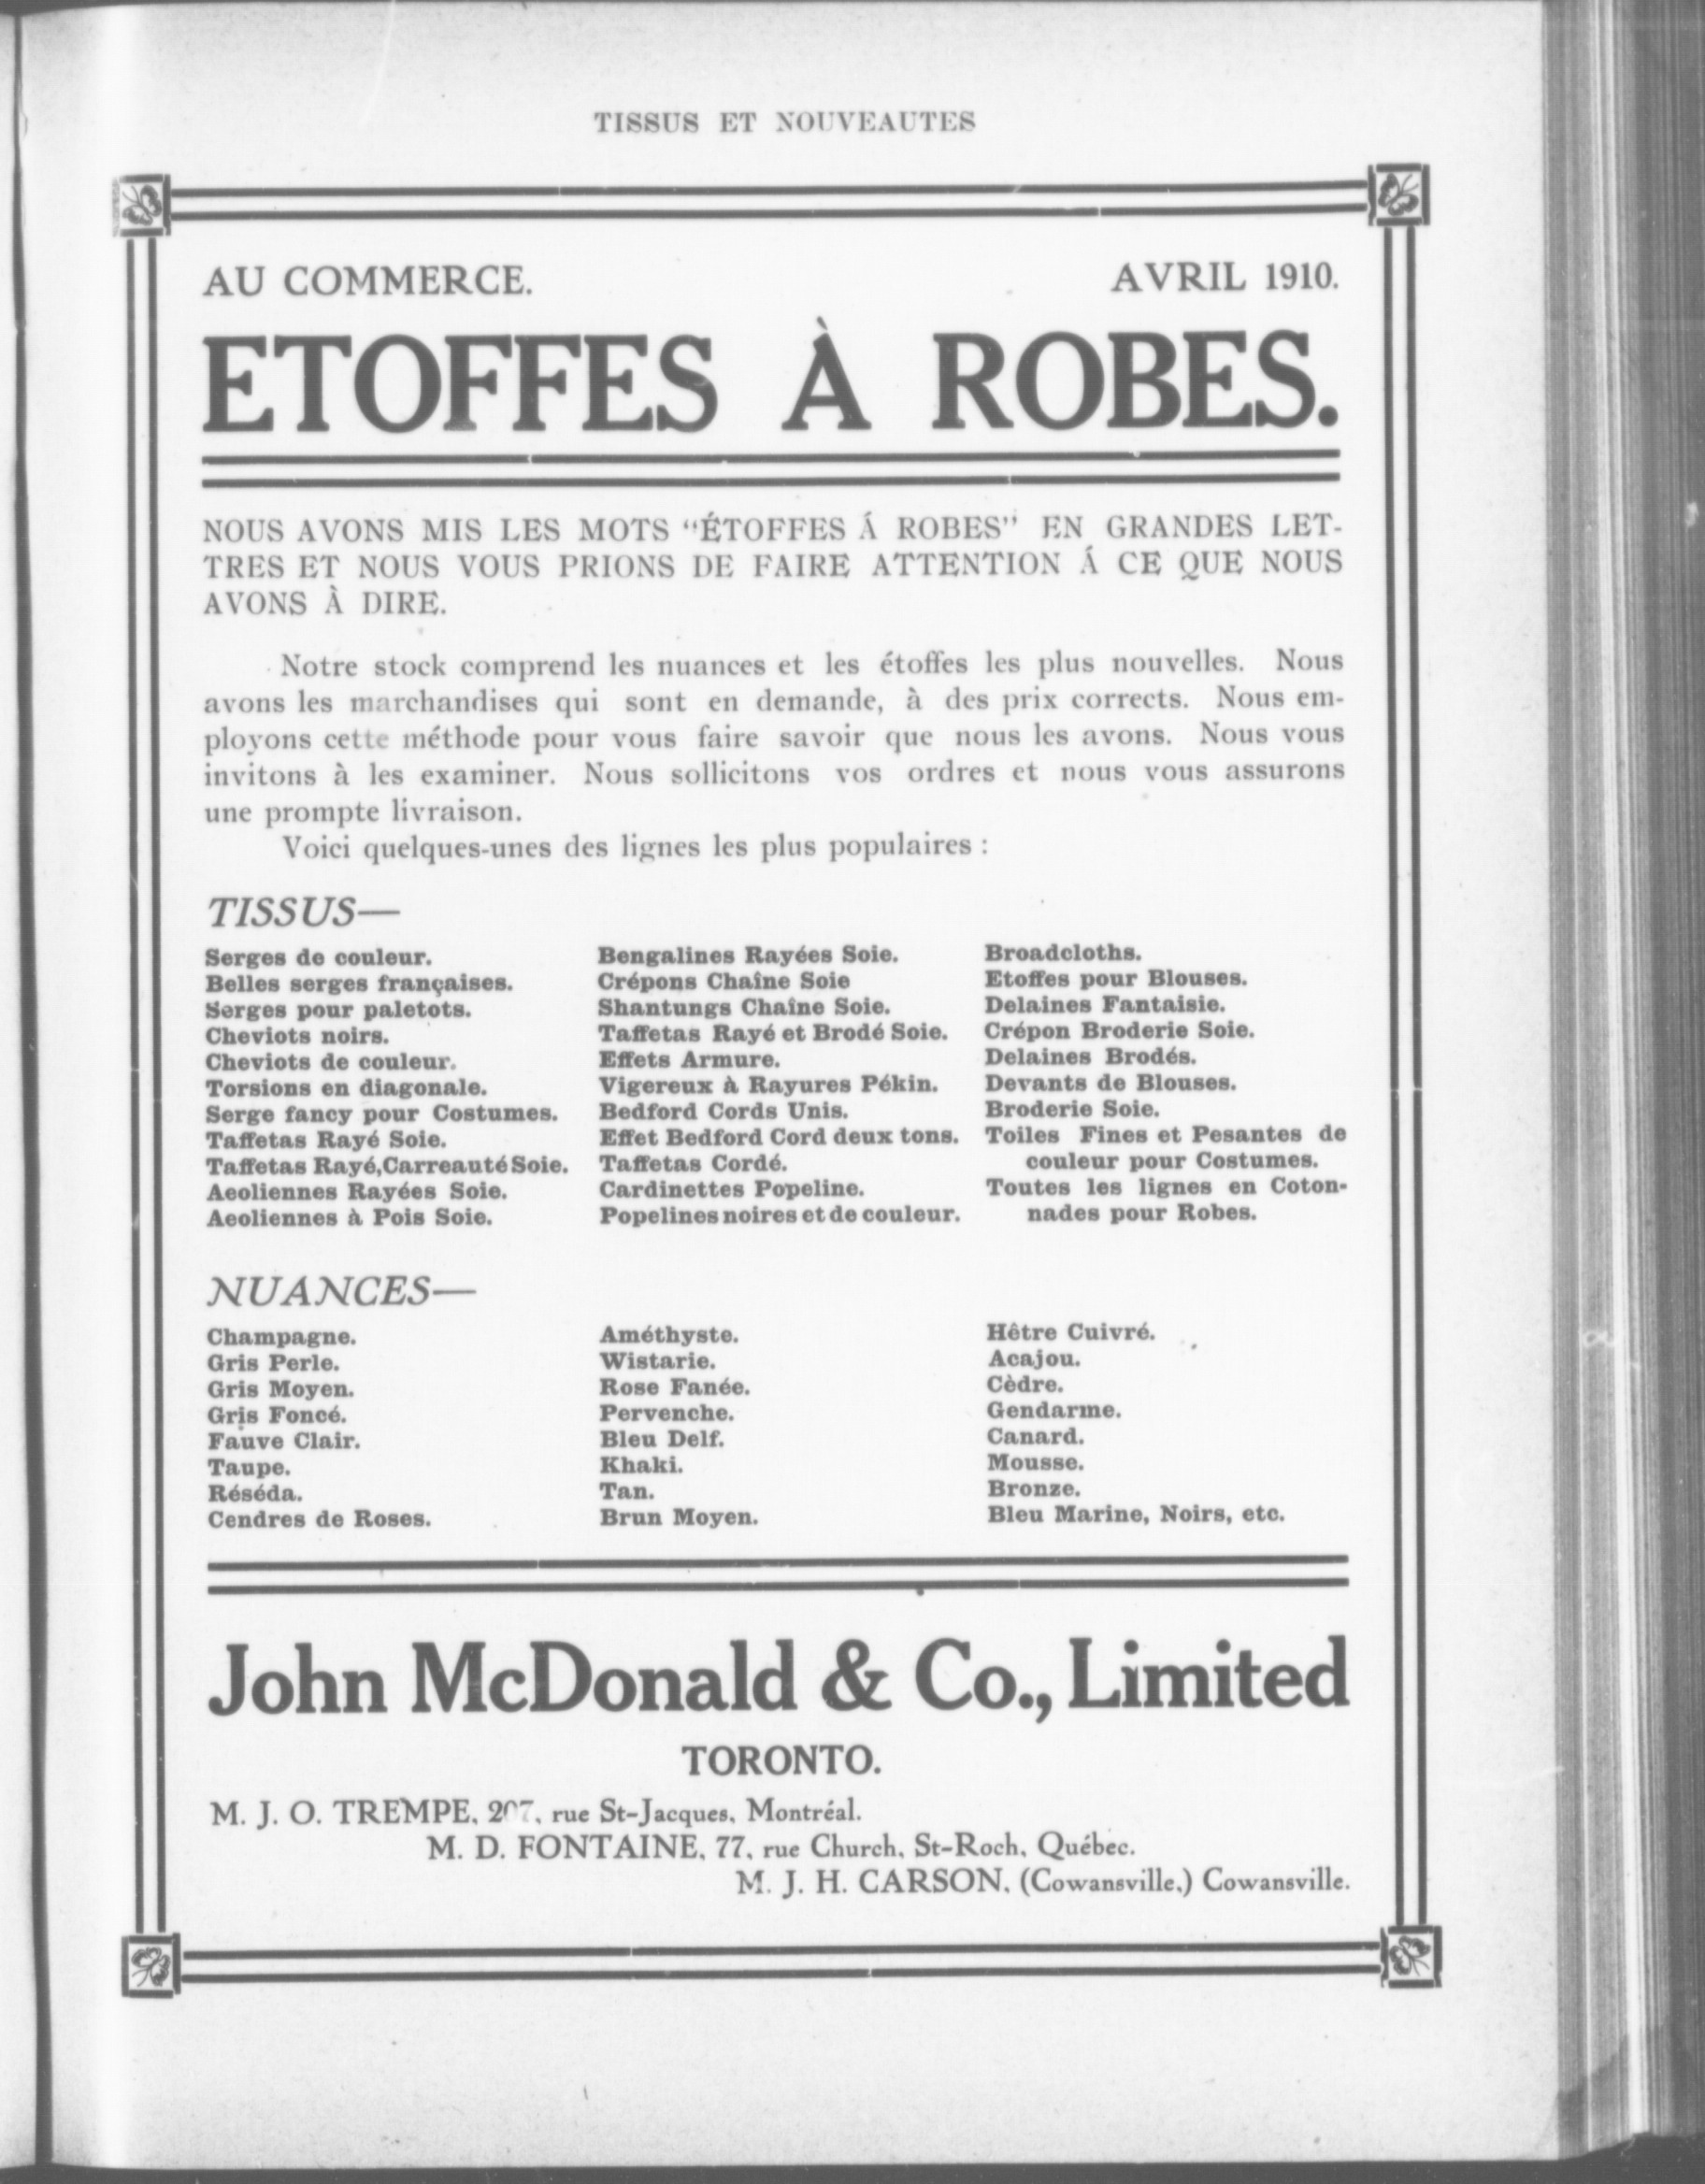 TISSUS ET NOUVEAUTES
AU COMMERCE. AVRIL 1910.
ETOFFES À ROBES.
NOUS AVONS MIS LES MOTS “ÉTOFFES Á ROBES” EN GRANDES LET-
TRES ET NOUS VOUS PRIONS DE FAIRE ATTENTION Á CE QUE NOUS
AVONS À DIRE.
Notre stock comprend les nuances et les étoffes les plus nouvelles. Nous
avons les marchandises qui sont en demande, à des prix corrects. Nous em-
ployons cette méthode pour vous faire savoir que nous les avons. Nous vous
invitons à les examiner. Nous sollicitons vos ordres et nous vous assurons
une prompte livraison.
Voici quelques-unes des lignes les plus populaires :
TISSUS—
Serges de couleur.
Belles serges françaises.
Serges pour paletots.
Cheviots noirs.
Cheviots de couleur.
Torsions en diagonale.
Serge fancy pour Costumes.
Taffetas Rayé Soie.
Taffetas Rayé,Carreauté Soie.
Aeoliennes Rayées Soie.
Aeoliennes à Pois Soie.
Bengalines Rayées Soie.
Crépons Chaîne Soie
Shantungs Chaîne Soie.
Taffetas Rayé et Brodé Soie.
Effets Armure.
Vigereux à Rayures Pékin.
Bedford Cords Unis.
Effet Bedford Cord deux tons.
Taffetas Cordé.
Cardinettes Popeline.
Popelines noires et de couleur.
Broadcloths.
Etoffes pour Blouses.
Delaines Fantaisie.
Crépon Broderie Soie.
Delaines Brodés.
Devants de Blouses.
Broderie Soie.
Toiles Fines et Pesantes de
couleur pour Costumes.
Toutes les lignes en Coton-
nades pour Robes.
NUANCES—
Champagne.
Gris Perle.
Gris Moyen.
Gris Foncé.
Fauve Clair.
Taupe.
Réséda.
Cendres de Roses.
Améthyste.
Wistarie.
Rose Fanée.
Pervenche.
Bleu Delf.
Khaki.
Tan.
Brun Moyen.
Hêtre Cuivré.
Acajou.
Cèdre.
Gendarme.
Canard.
Mousse.
Bronze.
Bleu Marine, Noirs, etc.
John McDonald & Co., Limited
TORONTO.
M. J. O. TREMPE, 207, rue St-Jacques, Montréal.
M. D. FONTAINE, 77, rue Church, St-Roch, Québec.
M. J. H. CARSON, (Cowansville,) Cowansville.